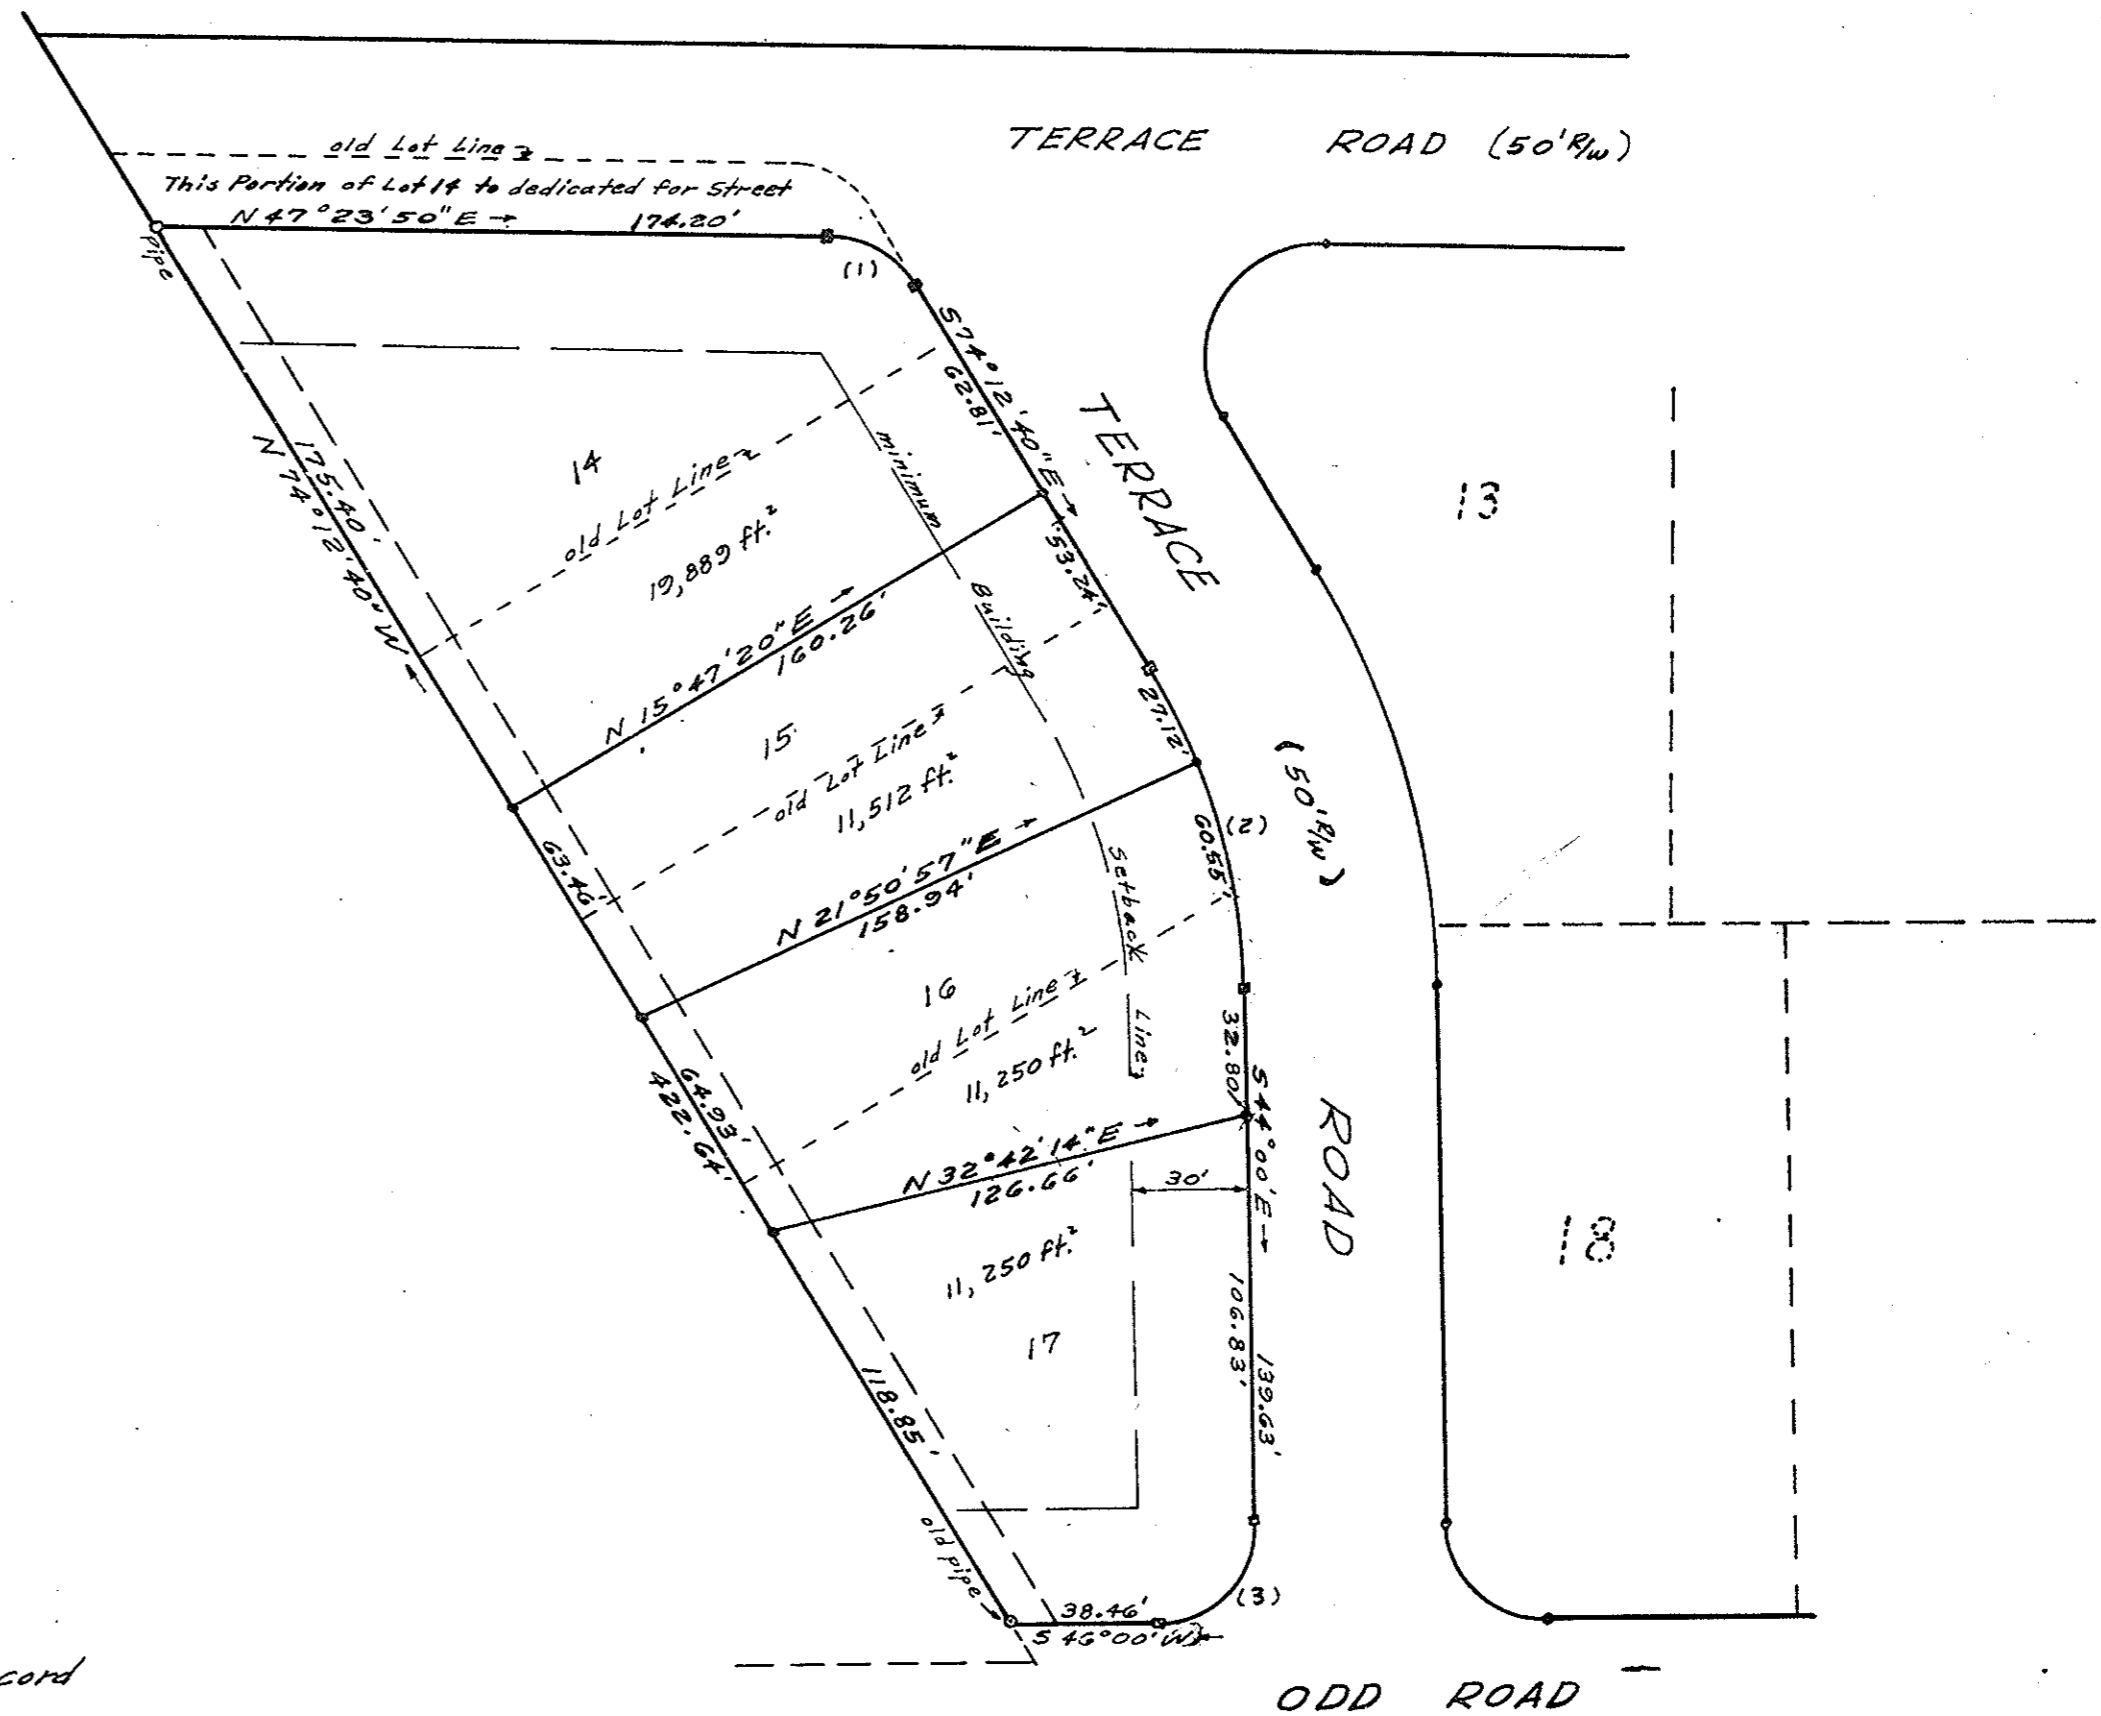 TERRACE ROAD (50' R/W)
old Lot Line
This Portion of Lot 14 to dedicated for Street
N 47°23'50" E 174.20'
pipe
(1)
S 74°12'40" E
62.81'
TERRACE
13
minimum
14
old Lot Line
19,889 ft.²
175.40'
N 74°12'40" W
53.24'
Building
N 15°47'20" E
160.26'
27.12'
15
old Lot Line
11,512 ft.²
(50' R/W)
(2)
60.55'
63.46'
Setback
N 21°50'57" E
158.94'
16
old Lot Line
11,250 ft.²
Line
32.80'
S 44°00' E
64.93'
422.64'
ROAD
N 32°42'14" E
126.66'
30'
18
11,250 ft.²
17
106.83'
139.63'
118.85'
old pipe
(3)
38.46'
S 46°00' W
cord
ODD ROAD